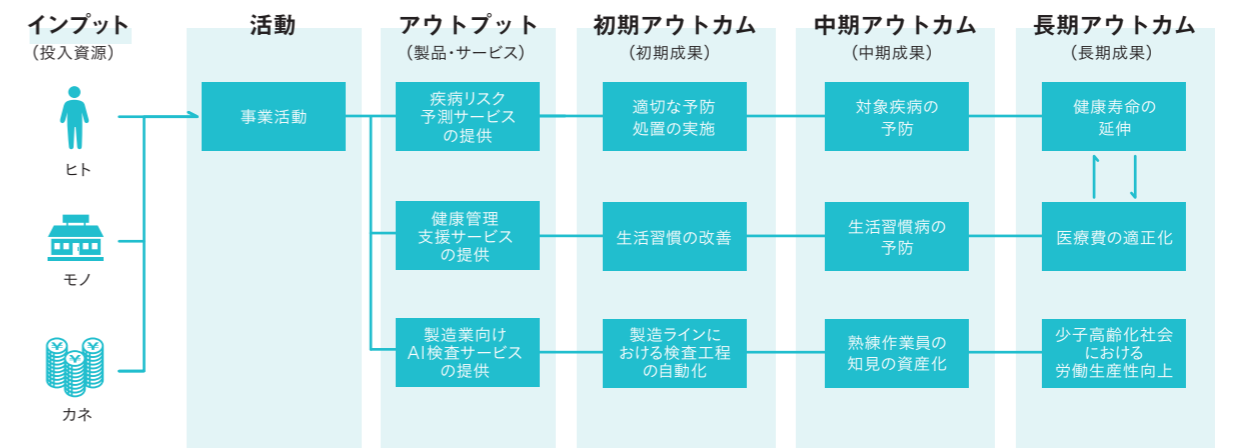 インプット
（投入資源）
活動
アウトプット
（製品・サービス）
初期アウトカム
（初期成果）
中期アウトカム
（中期成果）
長期アウトカム
（長期成果）
ヒト
モノ
¥
¥
¥
カネ
事業活動
疾病リスク
予測サービス
の提供
適切な予防
処置の実施
対象疾病の
予防
健康寿命の
延伸
健康管理
支援サービス
の提供
生活習慣の改善
生活習慣病の
予防
医療費の適正化
製造業向け
AI検査サービス
の提供
製造ラインに
おける検査工程
の自動化
熟練作業員の
知見の資産化
少子高齢化社会
における
労働生産性向上